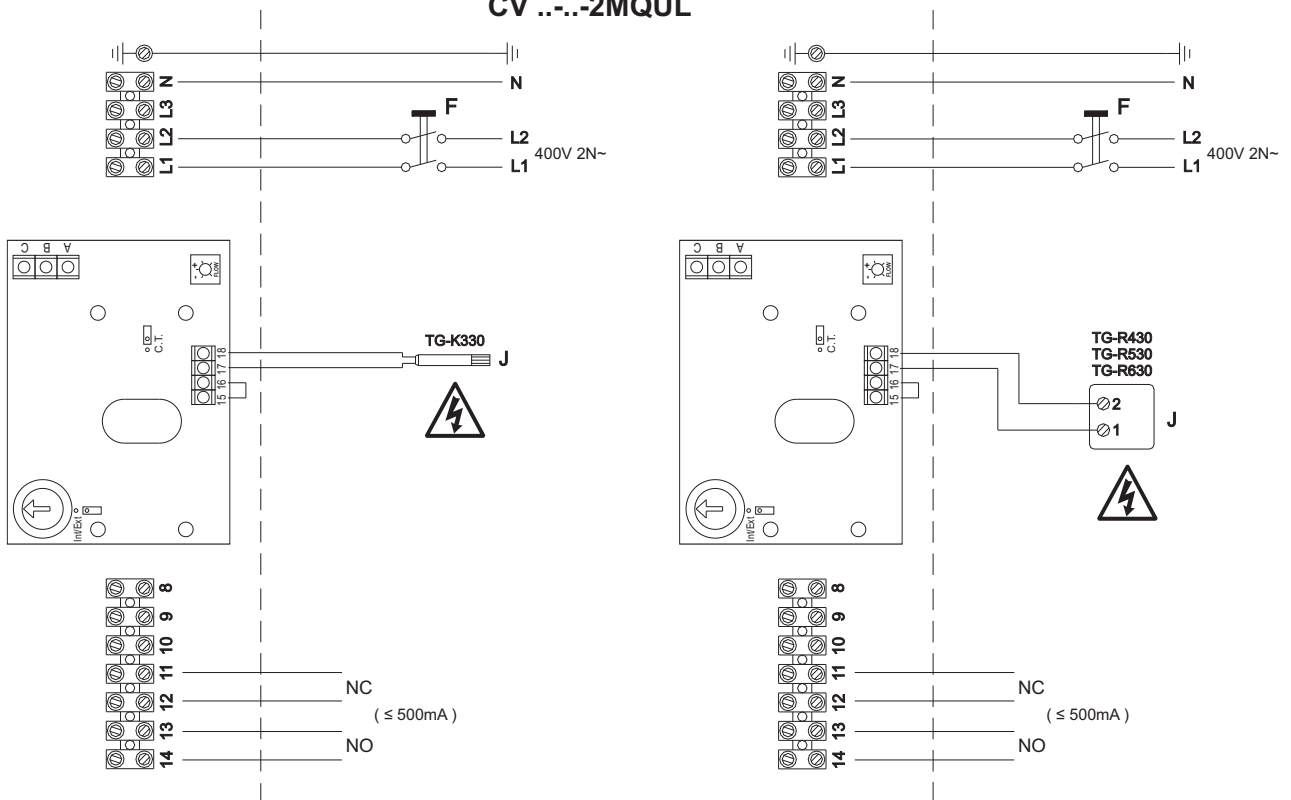 CV ..-..-2MQUL
N
L3
L2
L1
F
N
L2
L1
400V 2N~
C B A
- +
FLOW
C.T.
18
17
16
15
TG-K330
J
Int/Ext
8
9
10
11
12
13
14
NC
( ≤ 500mA )
NO
N
L3
L2
L1
F
N
L2
L1
400V 2N~
C B A
- +
FLOW
C.T.
18
17
16
15
TG-R430
TG-R530
TG-R630
2
1
J
Int/Ext
8
9
10
11
12
13
14
NC
( ≤ 500mA )
NO